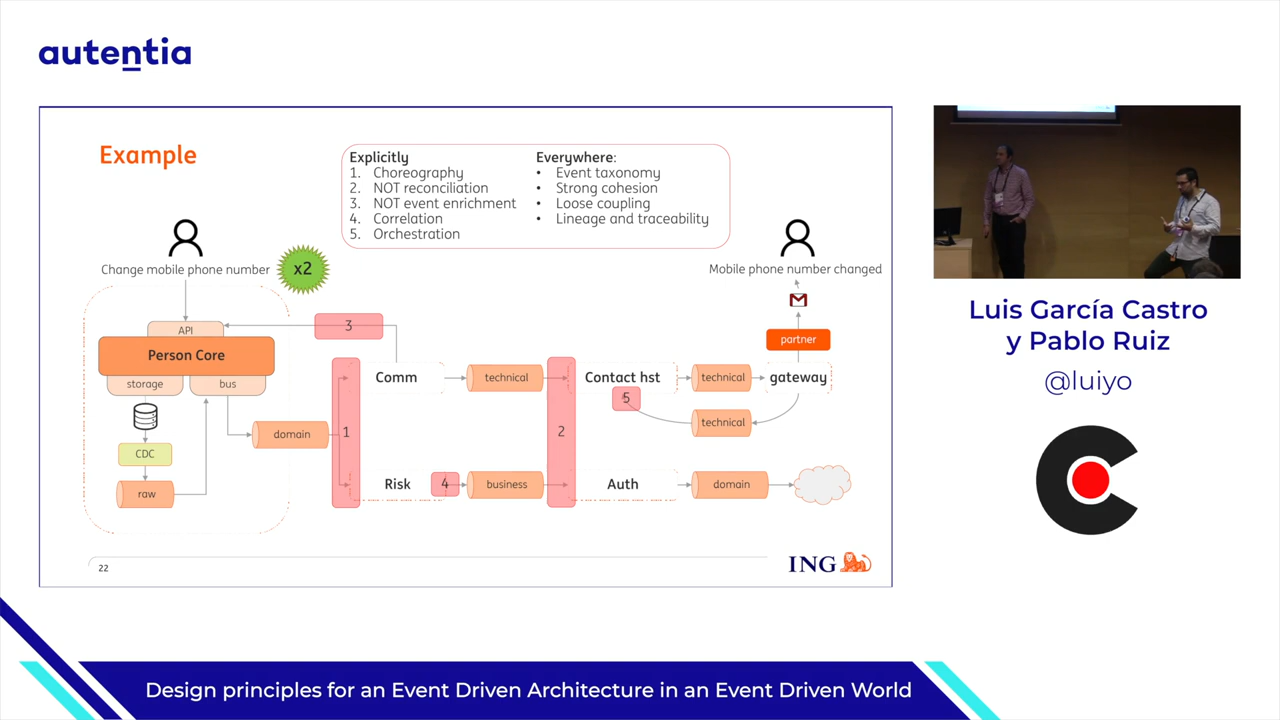 autentia
Example
Explicitly
1. Choreography
2. NOT reconciliation
3. NOT event enrichment
4. Correlation
5. Orchestration
Everywhere:
• Event taxonomy
• Strong cohesion
• Loose coupling
• Lineage and traceability
Change mobile phone number
x2
Mobile phone number changed
API
3
partner
Person Core
storage
bus
Comm
technical
Contact hst
technical
gateway
5
technical
domain
1
2
CDC
raw
Risk
4
business
Auth
domain
22
ING
Luis García Castro
y Pablo Ruiz
@luiyo
Design principles for an Event Driven Architecture in an Event Driven World